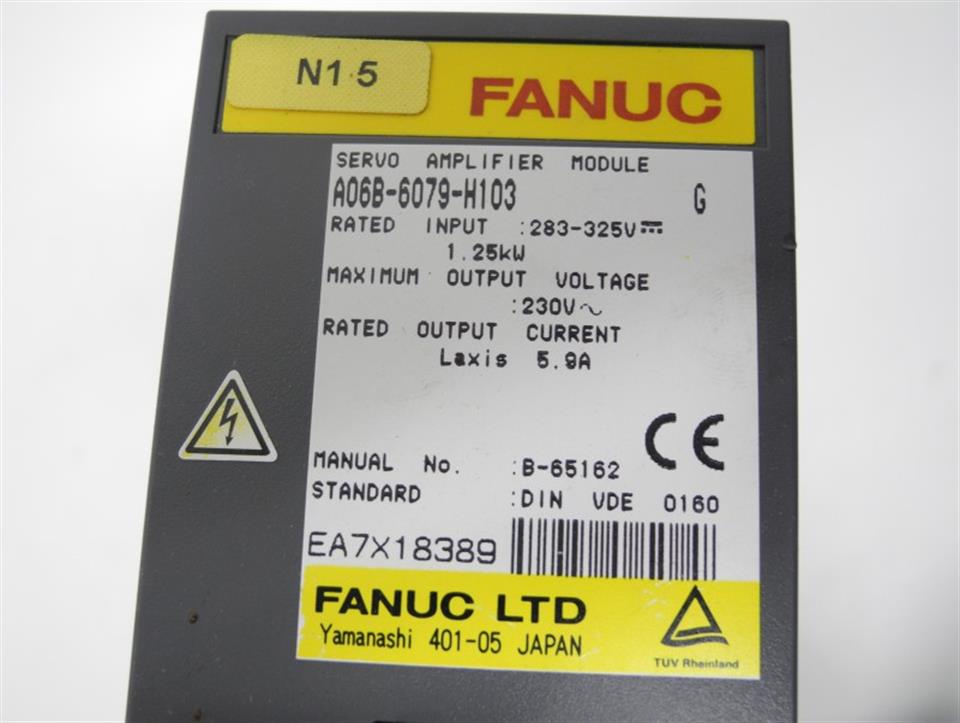 N1·5
FANUC
SERVO AMPLIFIER MODULE
A06B-6079-H103 G
RATED INPUT :283-325V⎓
1.25kW
MAXIMUM OUTPUT VOLTAGE
:230V～
RATED OUTPUT CURRENT
Laxis 5.9A
CE
MANUAL No. :B-65162
STANDARD :DIN VDE 0160
EA7X18389
FANUC LTD
Yamanashi 401-05 JAPAN
TÜV Rheinland